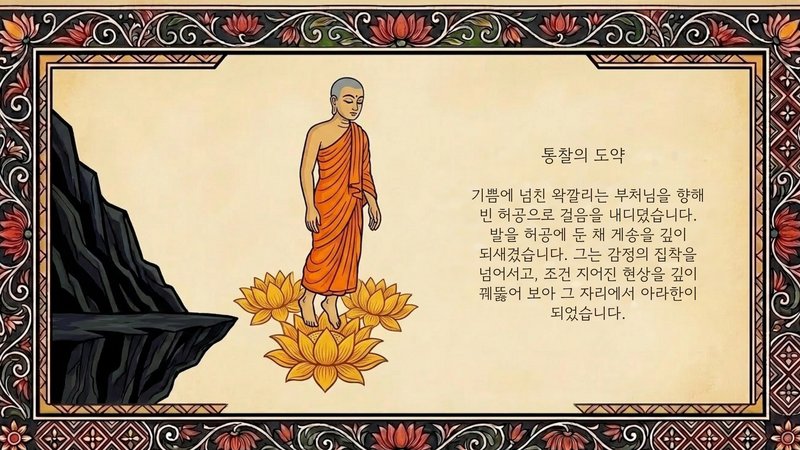 통찰의 도약
기쁨에 넘친 왁깔리는 부처님을 향해
빈 허공으로 걸음을 내디뎠습니다.
발을 허공에 둔 채 게송을 깊이
되새겼습니다. 그는 감정의 집착을
넘어서고, 조건 지어진 현상을 깊이
꿰뚫어 보아 그 자리에서 아라한이
되었습니다.